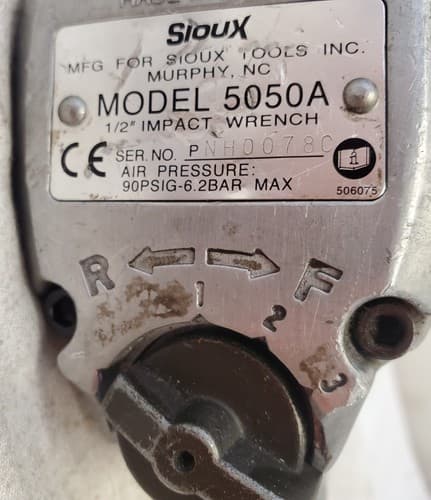 SIOUX
MFG FOR SIOUX TOOLS INC.
MURPHY, NC
MODEL 5050A
1/2" IMPACT WRENCH
CE SER. NO. PNH0078C
AIR PRESSURE:
90PSIG-6.2BAR MAX
506075
R F
1 2 3